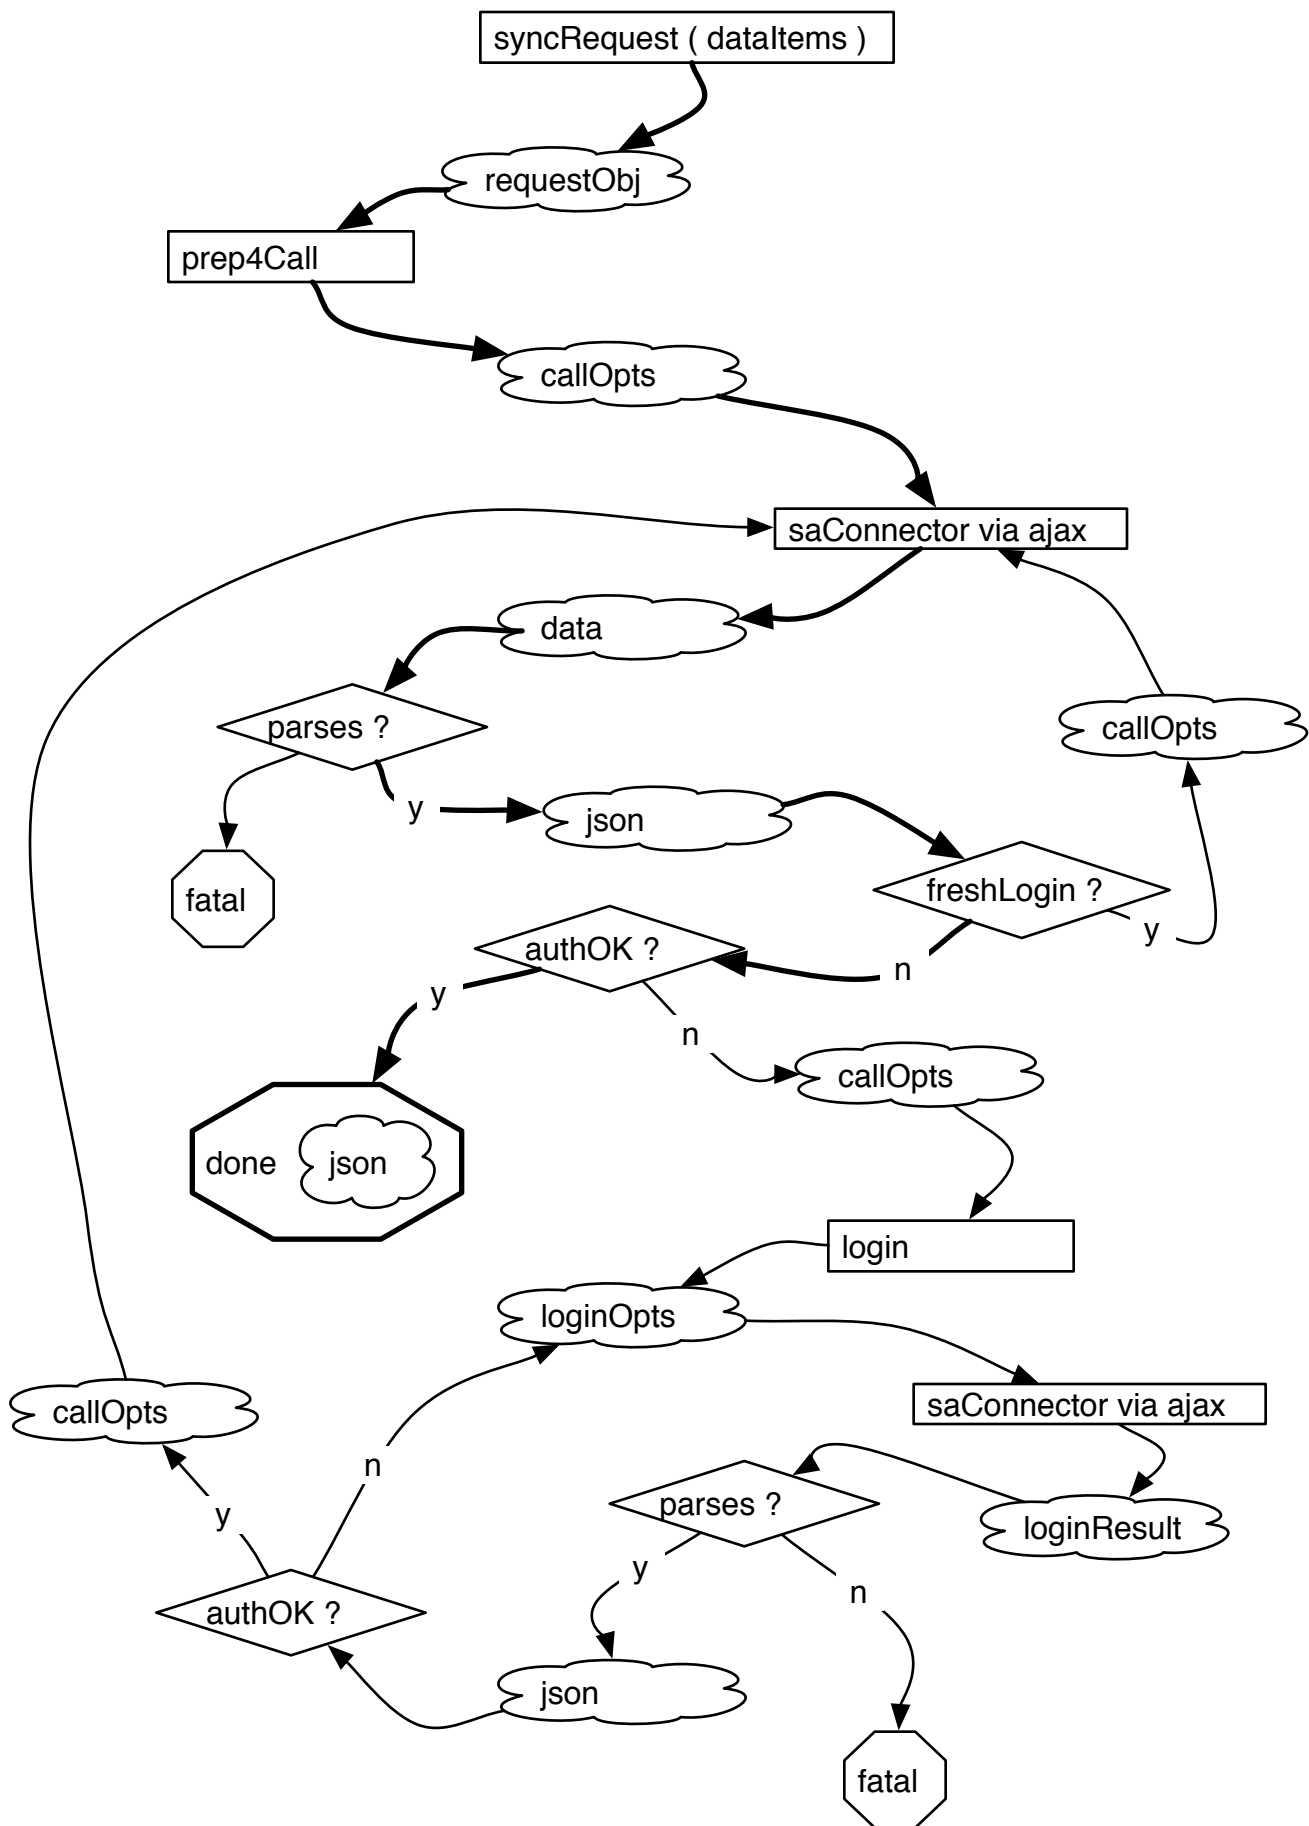 syncRequest ( dataItems )
requestObj
prep4Call
callOpts
saConnector via ajax
data
parses ?
callOpts
y
json
fatal
freshLogin ?
y
authOK ?
n
y
n
callOpts
done
json
login
loginOpts
callOpts
saConnector via ajax
n
parses ?
y
loginResult
y
n
authOK ?
json
fatal